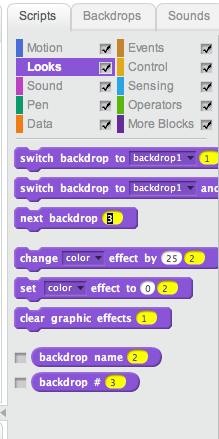 Scripts Backdrops Sounds
Motion Events
Looks Control
Sound Sensing
Pen Operators
Data More Blocks
switch backdrop to backdrop1 1
switch backdrop to backdrop1 and
next backdrop 3
change color effect by 25 2
set color effect to 0 2
clear graphic effects 1
backdrop name 2
backdrop # 3